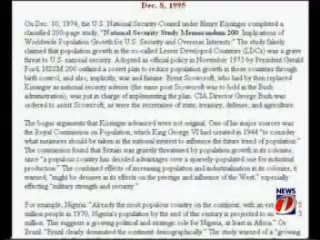 Dec. 8, 1995
On Dec. 10, 1974, the U.S. National Security Council under Henry Kissinger completed a
classified 200-page study, "National Security Study Memorandum 200: Implications of
Worldwide Population Growth for U.S. Security and Overseas Interests." The study falsely
claimed that population growth in the so-called Lesser Developed Countries (LDCs) was a grave
threat to U.S. national security. Adopted as official policy in November 1975 by President Gerald
Ford, NSSM 200 outlined a covert plan to reduce population growth in those countries through
birth control, and also, implicitly, war and famine. Brent Scowcroft, who had by then replaced
Kissinger as national security adviser (the same post Scowcroft was to hold in the Bush
administration), was put in charge of implementing the plan. CIA Director George Bush was
ordered to assist Scowcroft, as were the secretaries of state, treasury, defense, and agriculture.
The bogus arguments that Kissinger advanced were not original. One of his major sources was
the Royal Commission on Population, which King George VI had created in 1944 "to consider
what measures should be taken in the national interest to influence the future trend of population."
The commission found that Britain was gravely threatened by population growth in its colonies,
since "a populous country has decided advantages over a sparsely-populated one for industrial
production." The combined effects of increasing population and industrialization in its colonies, it
warned, "might be decisive in its effects on the prestige and influence of the West," especially
effecting "military strength and security."
For example, Nigeria: "Already the most populous country on the continent, with an
million people in 1970, Nigeria's population by the end of this century is projected to
million. This suggests a growing political and strategic role for Nigeria, at least in Africa." Or
Brazil: "Brazil clearly dominated the continent demographically." The study warned of a "growing
NEWS